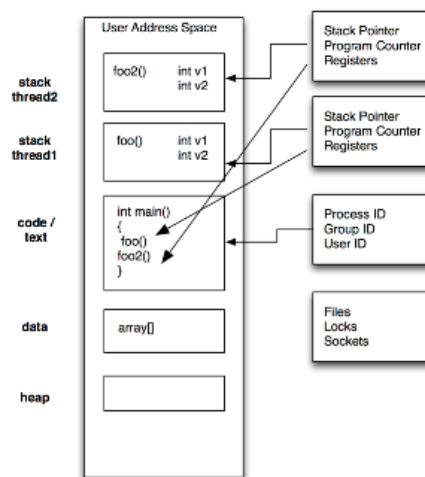 User Address Space
stack
thread2
foo2() int v1
int v2
Stack Pointer
Program Counter
Registers
stack
thread1
foo() int v1
int v2
Stack Pointer
Program Counter
Registers
code /
text
int main()
{
foo()
foo2()
}
Process ID
Group ID
User ID
data
array[]
Files
Locks
Sockets
heap